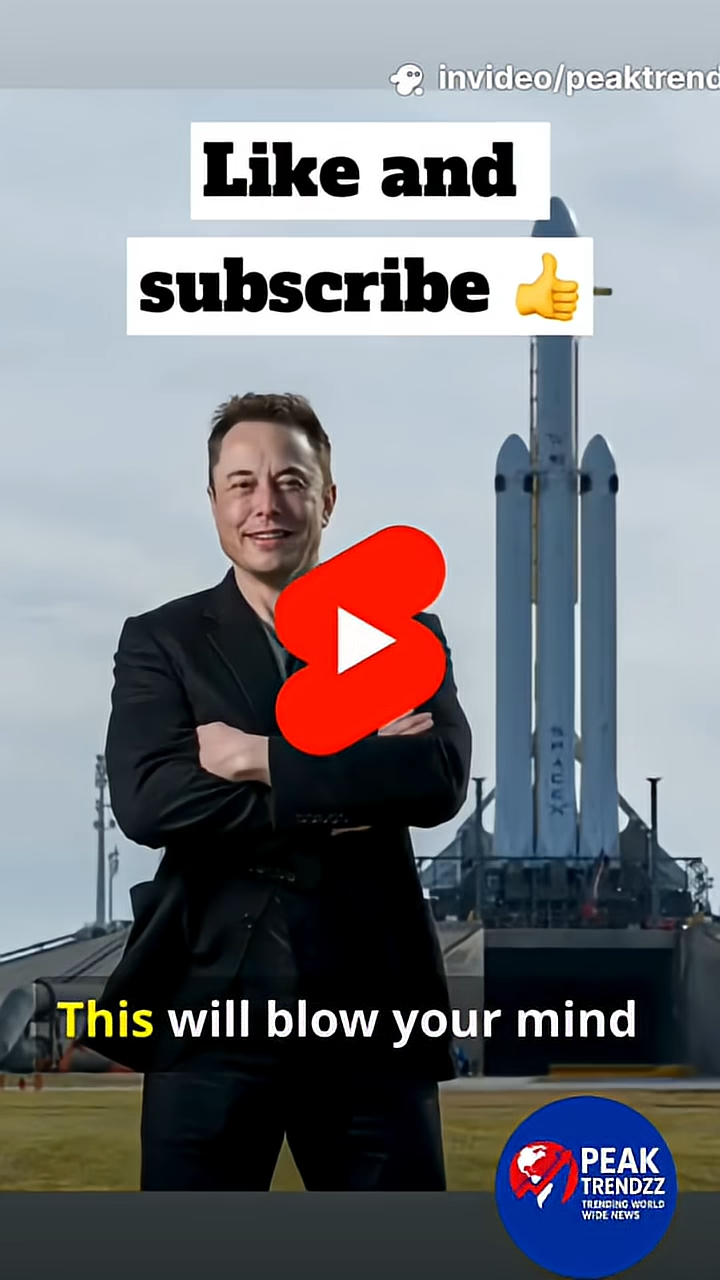 invideo/peaktrend
Like and
subscribe 👍
SPACEX
This will blow your mind
PEAK
TRENDZZ
TRENDING WORLD
WIDE NEWS